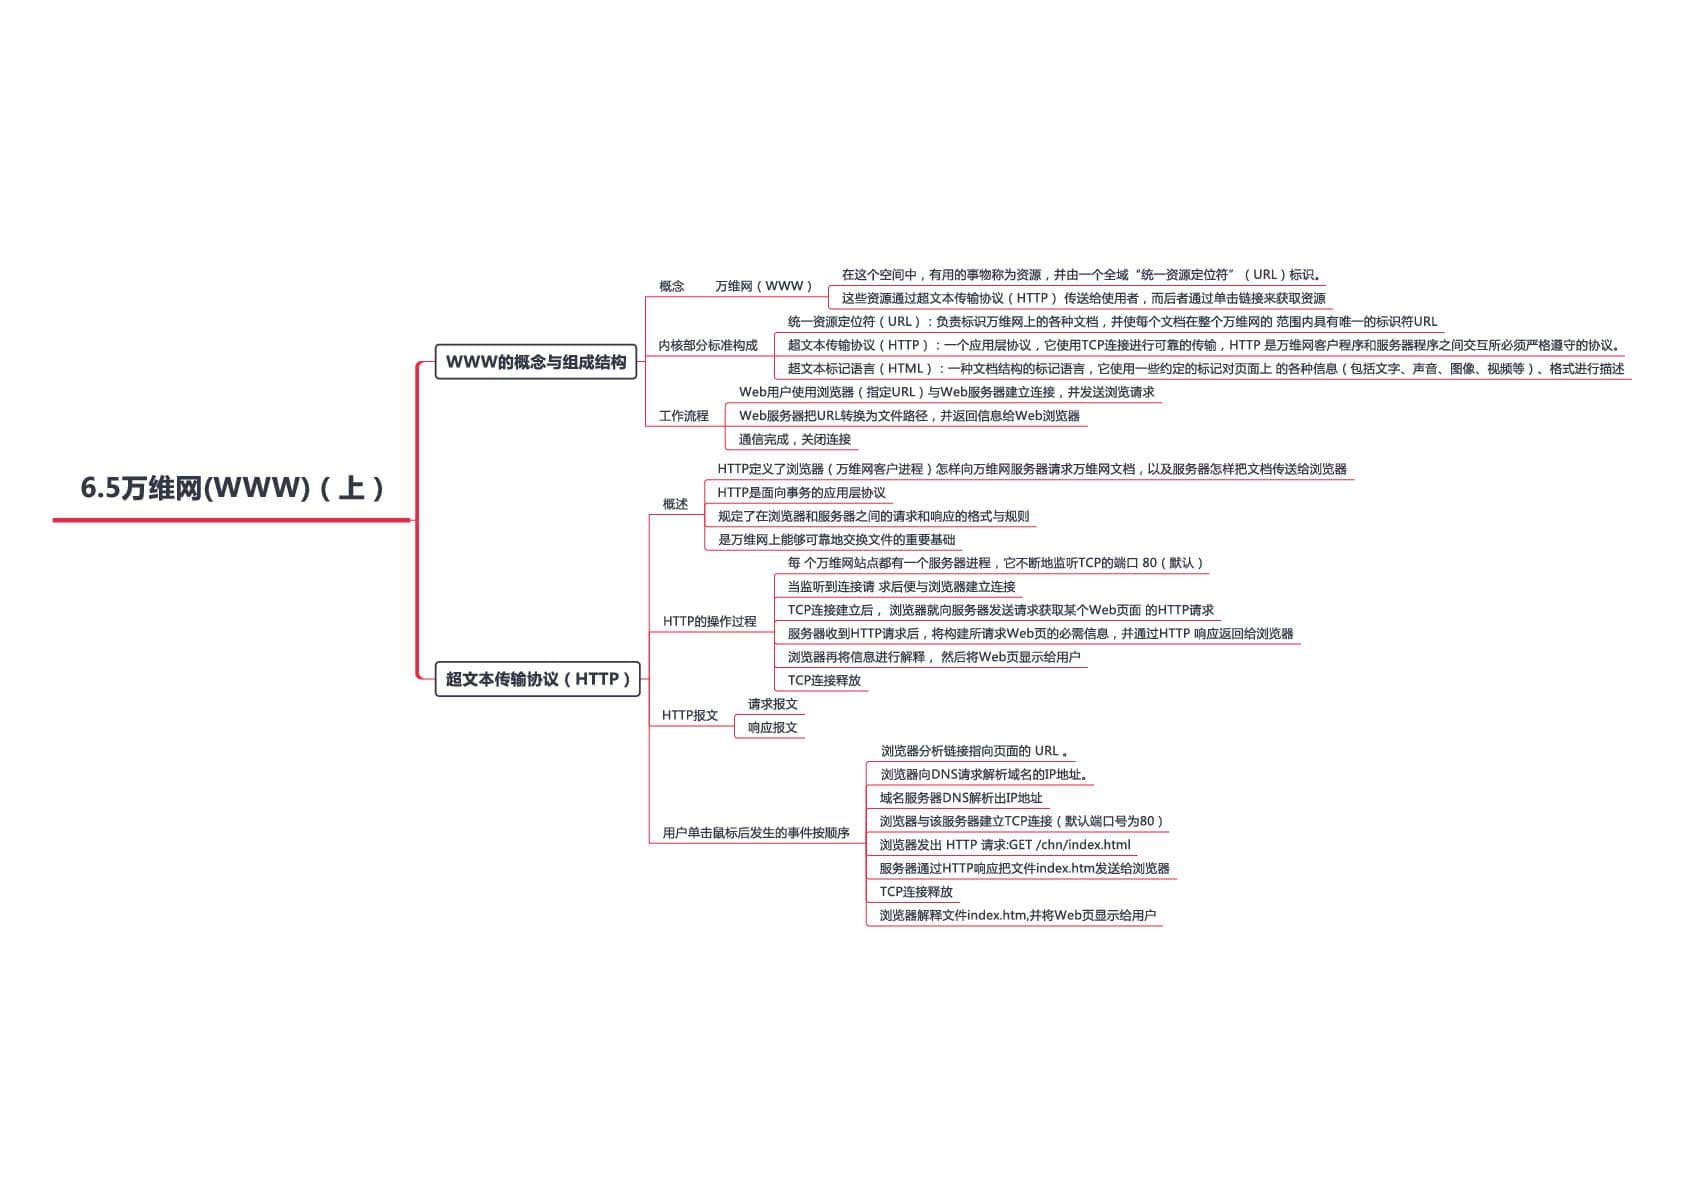 6.5万维网(WWW)（上）
WWW的概念与组成结构
概念
万维网（WWW）
在这个空间中，有用的事物称为资源，并由一个全域“统一资源定位符”（URL）标识。
这些资源通过超文本传输协议（HTTP） 传送给使用者，而后者通过单击链接来获取资源
内核部分标准构成
统一资源定位符（URL）：负责标识万维网上的各种文档，并使每个文档在整个万维网的 范围内具有唯一的标识符URL
超文本传输协议（HTTP）：一个应用层协议，它使用TCP连接进行可靠的传输，HTTP 是万维网客户程序和服务器程序之间交互所必须严格遵守的协议。
超文本标记语言（HTML）：一种文档结构的标记语言，它使用一些约定的标记对页面上 的各种信息（包括文字、声音、图像、视频等）、格式进行描述
工作流程
Web用户使用浏览器（指定URL）与Web服务器建立连接，并发送浏览请求
Web服务器把URL转换为文件路径，并返回信息给Web浏览器
通信完成，关闭连接
超文本传输协议（HTTP）
概述
HTTP定义了浏览器（万维网客户进程）怎样向万维网服务器请求万维网文档，以及服务器怎样把文档传送给浏览器
HTTP是面向事务的应用层协议
规定了在浏览器和服务器之间的请求和响应的格式与规则
是万维网上能够可靠地交换文件的重要基础
HTTP的操作过程
每 个万维网站点都有一个服务器进程，它不断地监听TCP的端口 80（默认）
当监听到连接请 求后便与浏览器建立连接
TCP连接建立后， 浏览器就向服务器发送请求获取某个Web页面 的HTTP请求
服务器收到HTTP请求后，将构建所请求Web页的必需信息，并通过HTTP 响应返回给浏览器
浏览器再将信息进行解释， 然后将Web页显示给用户
TCP连接释放
HTTP报文
请求报文
响应报文
用户单击鼠标后发生的事件按顺序
浏览器分析链接指向页面的 URL 。
浏览器向DNS请求解析域名的IP地址。
域名服务器DNS解析出IP地址
浏览器与该服务器建立TCP连接（默认端口号为80）
浏览器发出 HTTP 请求:GET /chn/index.html
服务器通过HTTP响应把文件index.htm发送给浏览器
TCP连接释放
浏览器解释文件index.htm,并将Web页显示给用户